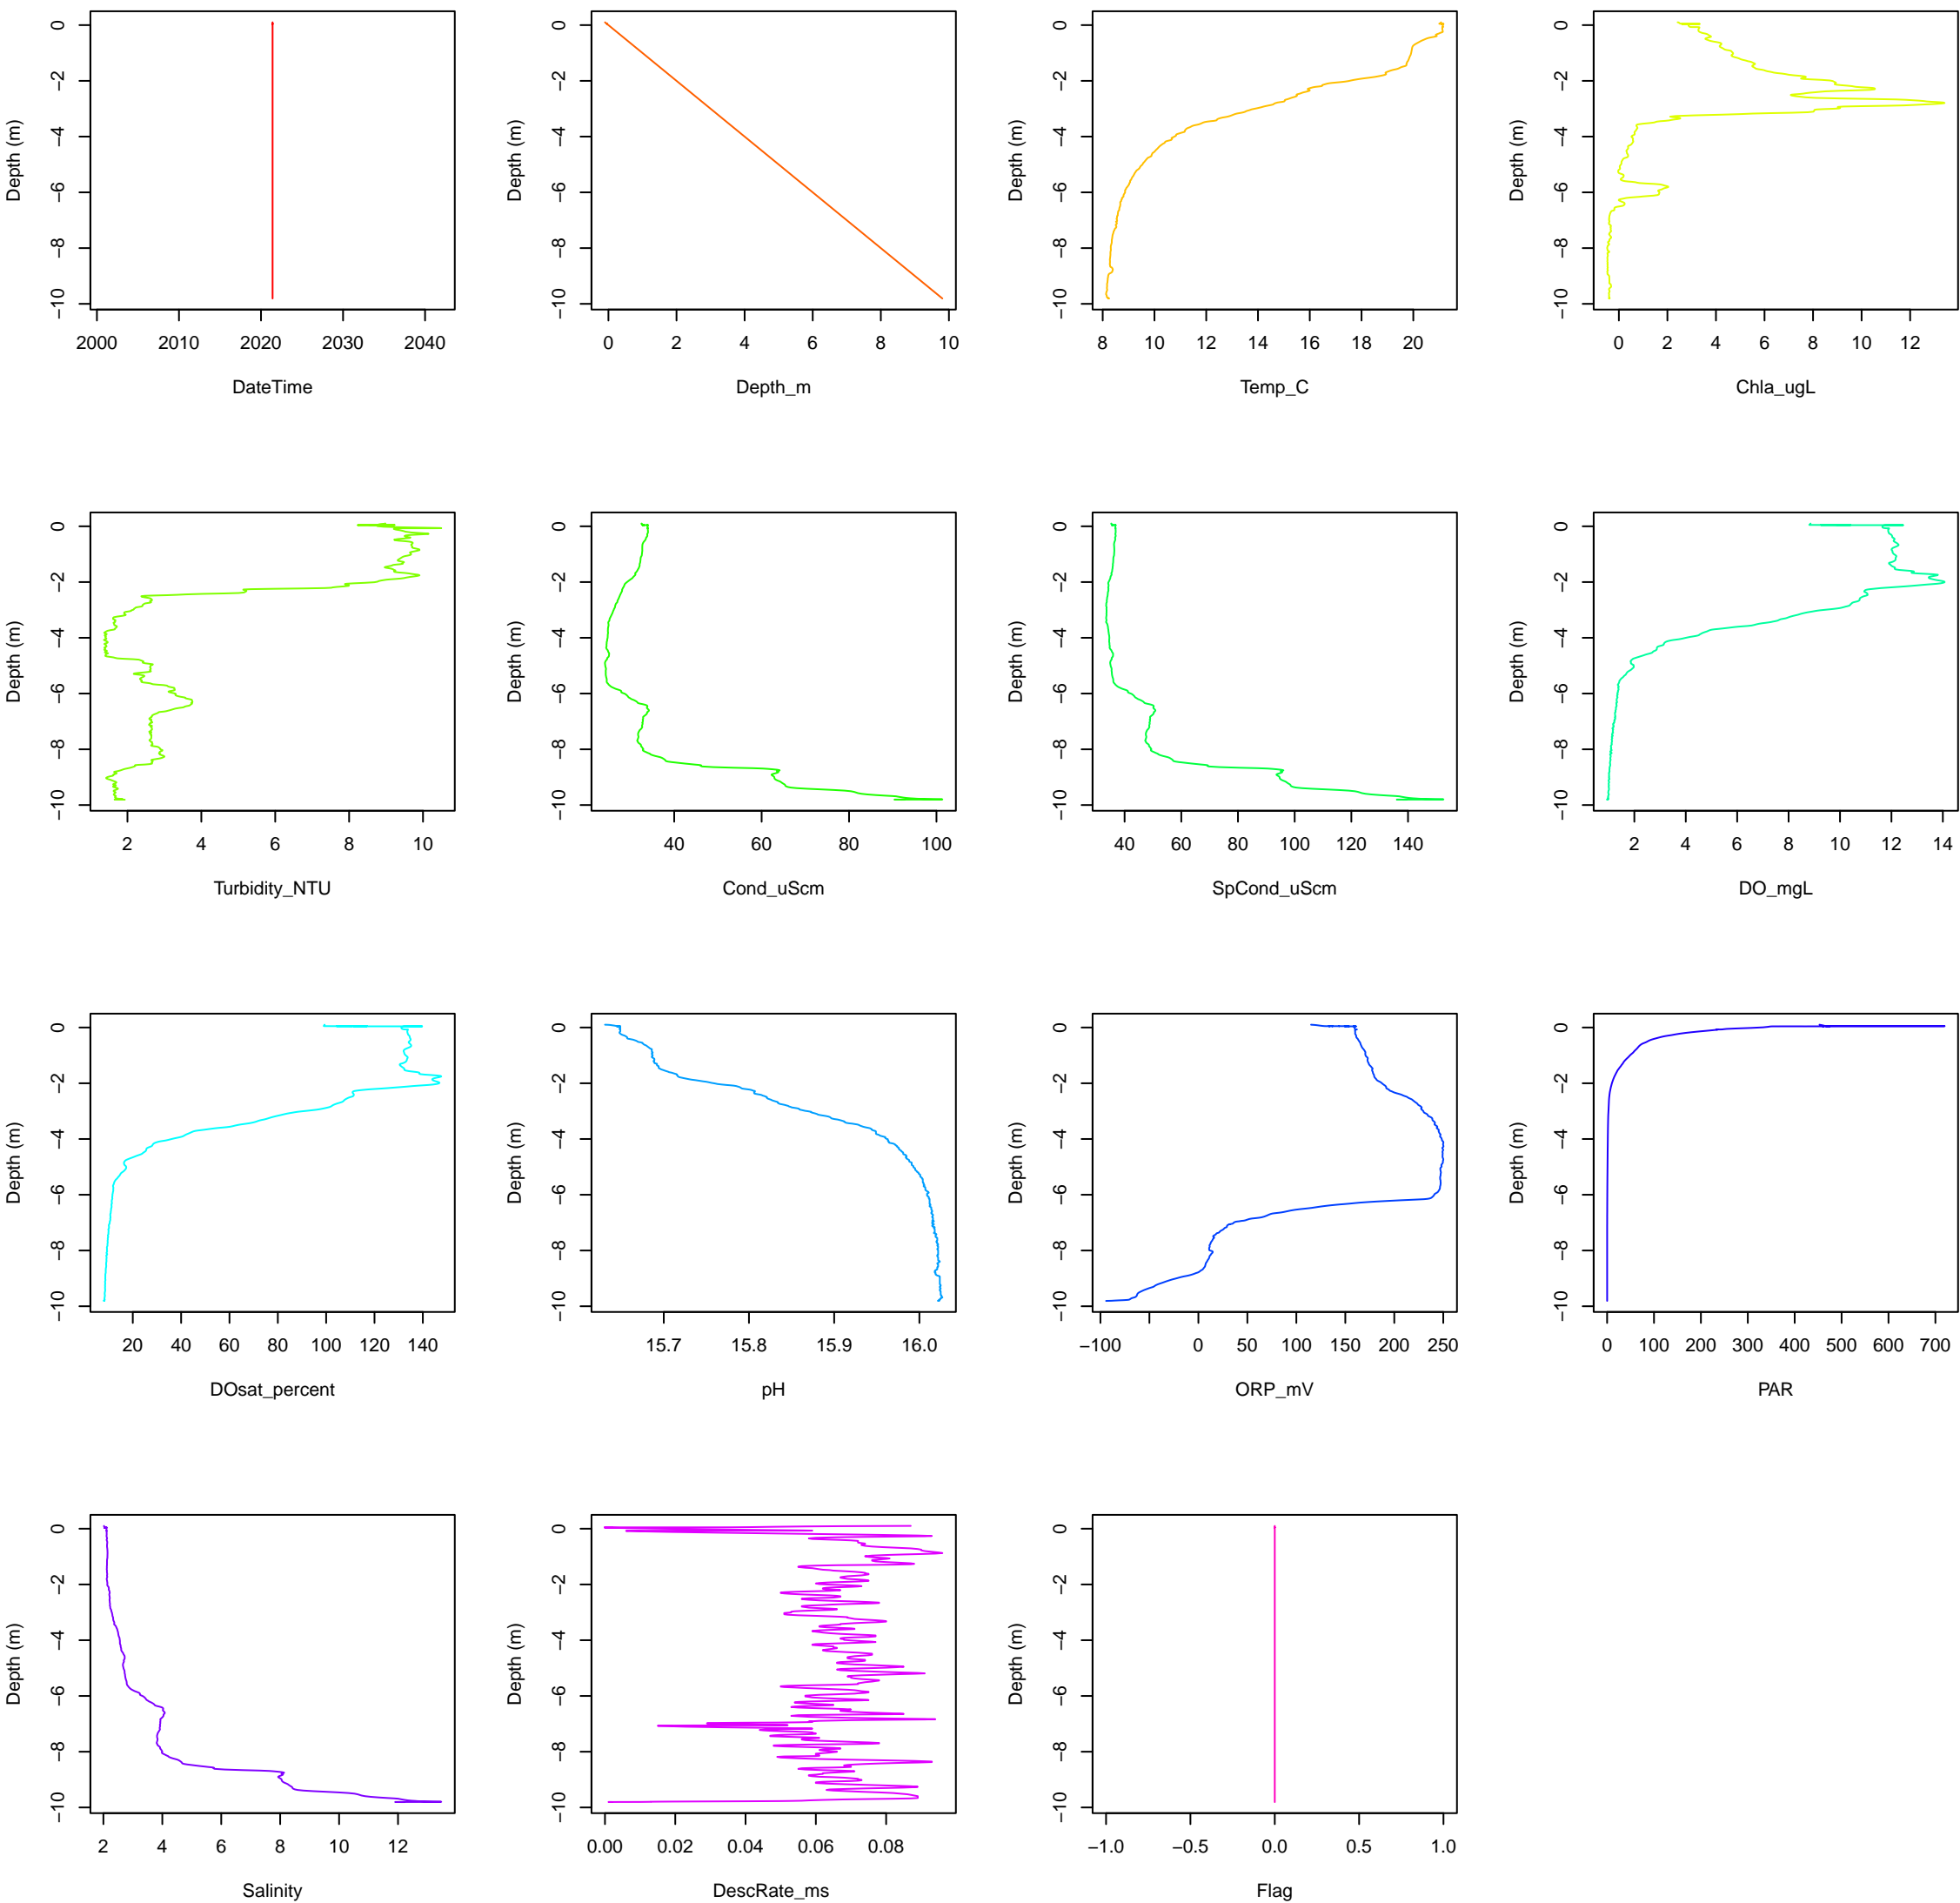 0 −2 −4 −6 −8 −10
Depth (m)
2000 2010 2020 2030 2040
DateTime
0 −2 −4 −6 −8 −10
Depth (m)
0 2 4 6 8 10
Depth_m
0 −2 −4 −6 −8 −10
Depth (m)
8 10 12 14 16 18 20
Temp_C
0 −2 −4 −6 −8 −10
Depth (m)
0 2 4 6 8 10 12
Chla_ugL
0 −2 −4 −6 −8 −10
Depth (m)
2 4 6 8 10
Turbidity_NTU
0 −2 −4 −6 −8 −10
Depth (m)
40 60 80 100
Cond_uScm
0 −2 −4 −6 −8 −10
Depth (m)
40 60 80 100 120 140
SpCond_uScm
0 −2 −4 −6 −8 −10
Depth (m)
2 4 6 8 10 12 14
DO_mgL
0 −2 −4 −6 −8 −10
Depth (m)
20 40 60 80 100 120 140
DOsat_percent
0 −2 −4 −6 −8 −10
Depth (m)
15.7 15.8 15.9 16.0
pH
0 −2 −4 −6 −8 −10
Depth (m)
−100 0 50 100 150 200 250
ORP_mV
0 −2 −4 −6 −8 −10
Depth (m)
0 100 200 300 400 500 600 700
PAR
0 −2 −4 −6 −8 −10
Depth (m)
2 4 6 8 10 12
Salinity
0 −2 −4 −6 −8 −10
Depth (m)
0.00 0.02 0.04 0.06 0.08
DescRate_ms
0 −2 −4 −6 −8 −10
Depth (m)
−1.0 −0.5 0.0 0.5 1.0
Flag